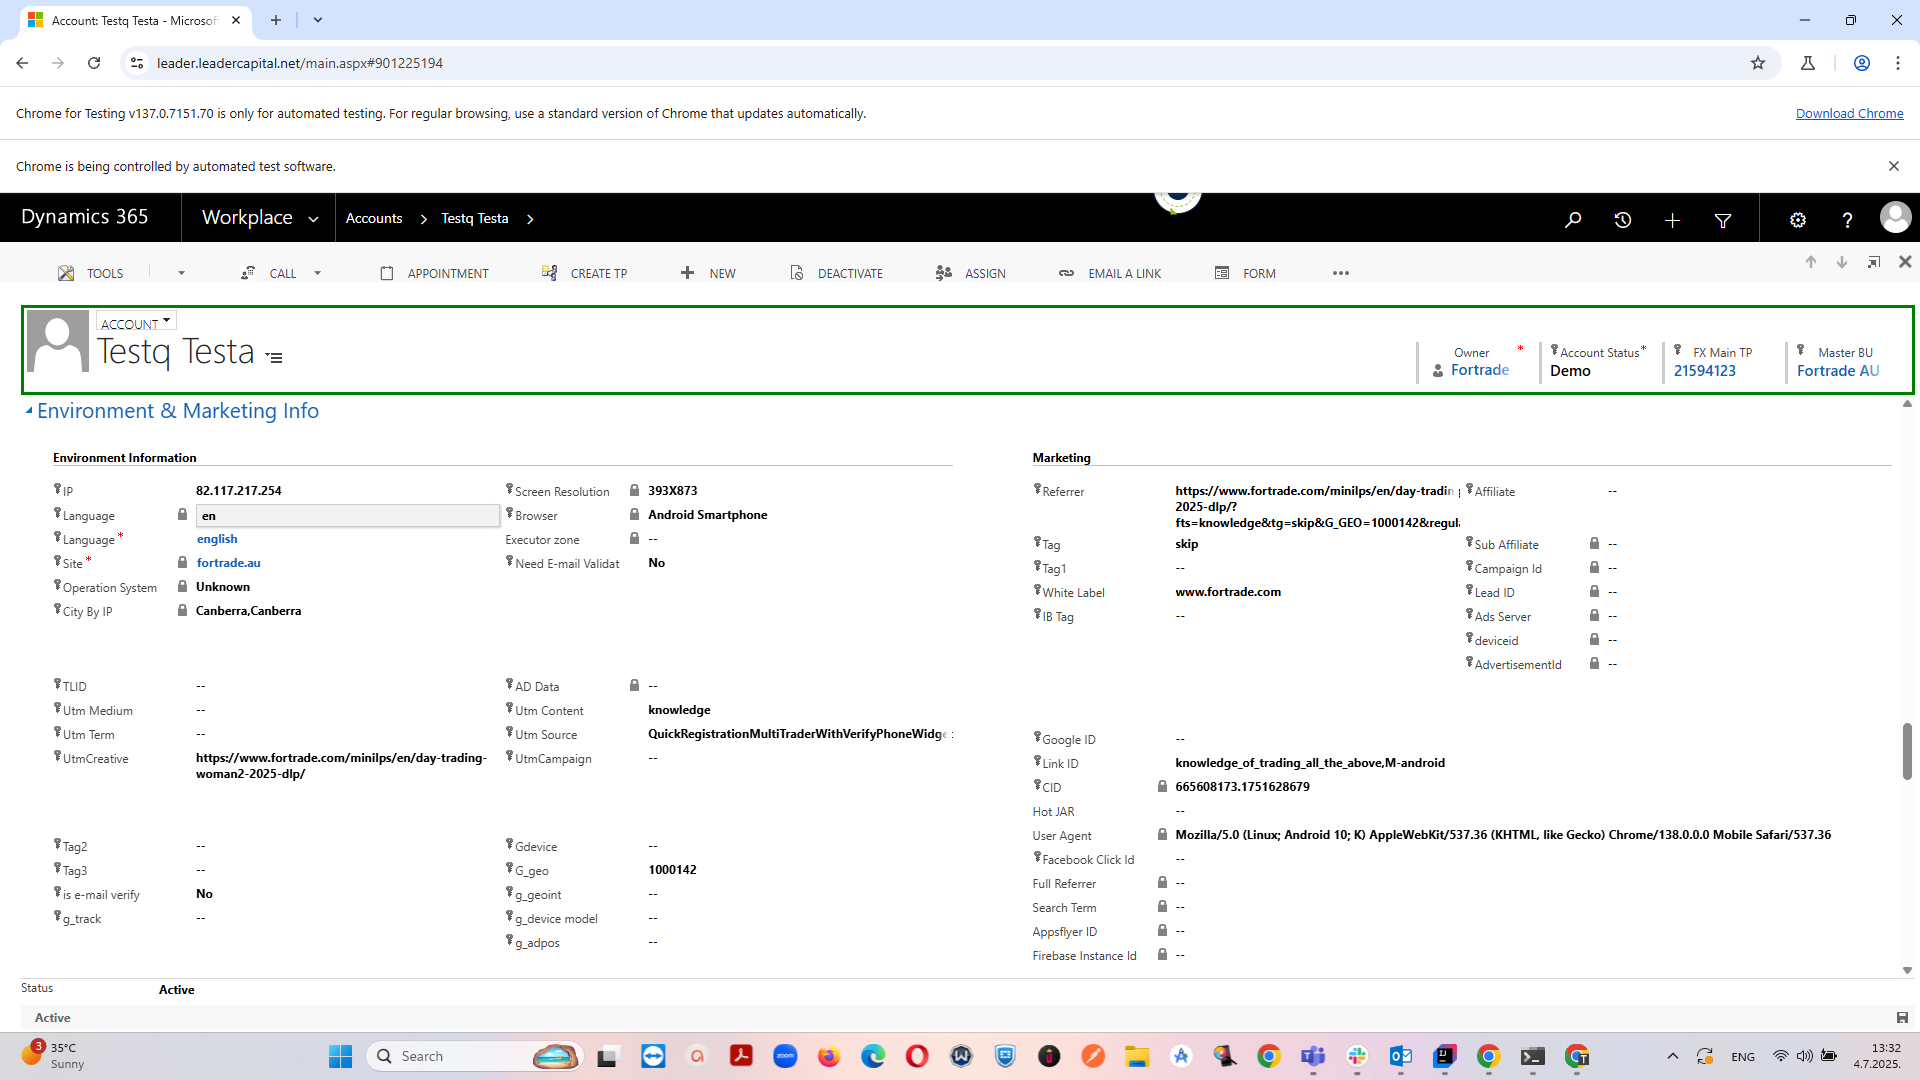 Account: Testq Testa - Microsof
leader.leadercapital.net/main.aspx#901225194
Chrome for Testing v137.0.7151.70 is only for automated testing. For regular browsing, use a standard version of Chrome that updates automatically.
Download Chrome
Chrome is being controlled by automated test software.
Dynamics 365
Workplace
Accounts
Testq Testa
TOOLS
CALL
APPOINTMENT
CREATE TP
NEW
DEACTIVATE
ASSIGN
EMAIL A LINK
FORM
ACCOUNT
Testq Testa
Owner *
Fortrade
Account Status *
Demo
FX Main TP
21594123
Master BU
Fortrade AU
Environment & Marketing Info
Environment Information
IP 82.117.217.254
Language en
Language * english
Site * fortrade.au
Operation System Unknown
City By IP Canberra,Canberra
Screen Resolution 393X873
Browser Android Smartphone
Executor zone --
Need E-mail Validat No
TLID --
Utm Medium --
Utm Term --
UtmCreative https://www.fortrade.com/minilps/en/day-trading-
woman2-2025-dlp/
AD Data --
Utm Content knowledge
Utm Source QuickRegistrationMultiTraderWithVerifyPhoneWidge
UtmCampaign --
Tag2 --
Tag3 --
is e-mail verify No
g_track --
Gdevice --
G_geo 1000142
g_geoint --
g_device model --
g_adpos --
Marketing
Referrer https://www.fortrade.com/minilps/en/day-tradin
2025-dlp/?
fts=knowledge&tg=skip&G_GEO=1000142&regul
Tag skip
Tag1 --
White Label www.fortrade.com
IB Tag --
Affiliate --
Sub Affiliate --
Campaign Id --
Lead ID --
Ads Server --
deviceid --
AdvertisementId --
Google ID --
Link ID knowledge_of_trading_all_the_above,M-android
CID 665608173.1751628679
Hot JAR --
User Agent Mozilla/5.0 (Linux; Android 10; K) AppleWebKit/537.36 (KHTML, like Gecko) Chrome/138.0.0.0 Mobile Safari/537.36
Facebook Click Id --
Full Referrer --
Search Term --
Appsflyer ID --
Firebase Instance Id --
Status Active
Active
3
35°C
Sunny
Search
zoom
ENG
13:32
4.7.2025.